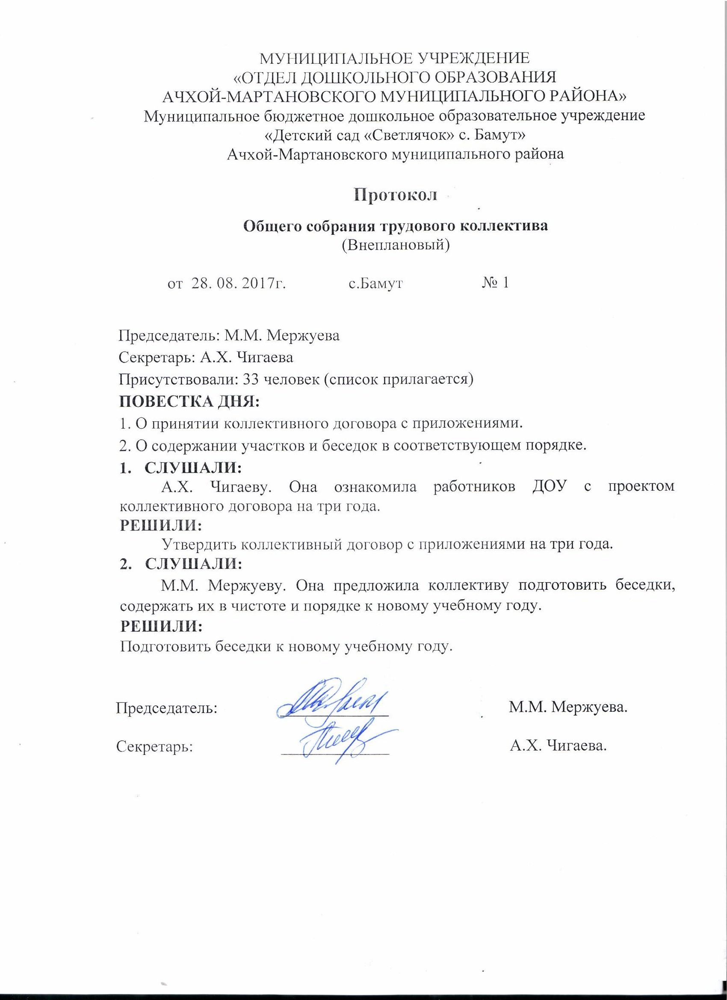 МУНИЦИПАЛЬНОЕ УЧРЕЖДЕНИЕ
«ОТДЕЛ ДОШКОЛЬНОГО ОБРАЗОВАНИЯ
АЧХОЙ-МАРТАНОВСКОГО МУНИЦИПАЛЬНОГО РАЙОНА»
Муниципальное бюджетное дошкольное образовательное учреждение
«Детский сад «Светлячок» с. Бамут»
Ачхой-Мартановского муниципального района
Протокол
Общего собрания трудового коллектива
(Внеплановый)
от 28. 08. 2017г. с.Бамут № 1
Председатель: М.М. Мержуева
Секретарь: А.Х. Чигаева
Присутствовали: 33 человек (список прилагается)
ПОВЕСТКА ДНЯ:
1. О принятии коллективного договора с приложениями.
2. О содержании участков и беседок в соответствующем порядке.
1. СЛУШАЛИ:
А.Х. Чигаеву. Она ознакомила работников ДОУ с проектом
коллективного договора на три года.
РЕШИЛИ:
Утвердить коллективный договор с приложениями на три года.
2. СЛУШАЛИ:
М.М. Мержуеву. Она предложила коллективу подготовить беседки,
содержать их в чистоте и порядке к новому учебному году.
РЕШИЛИ:
Подготовить беседки к новому учебному году.
Председатель: М.М. Мержуева.
Секретарь: А.Х. Чигаева.